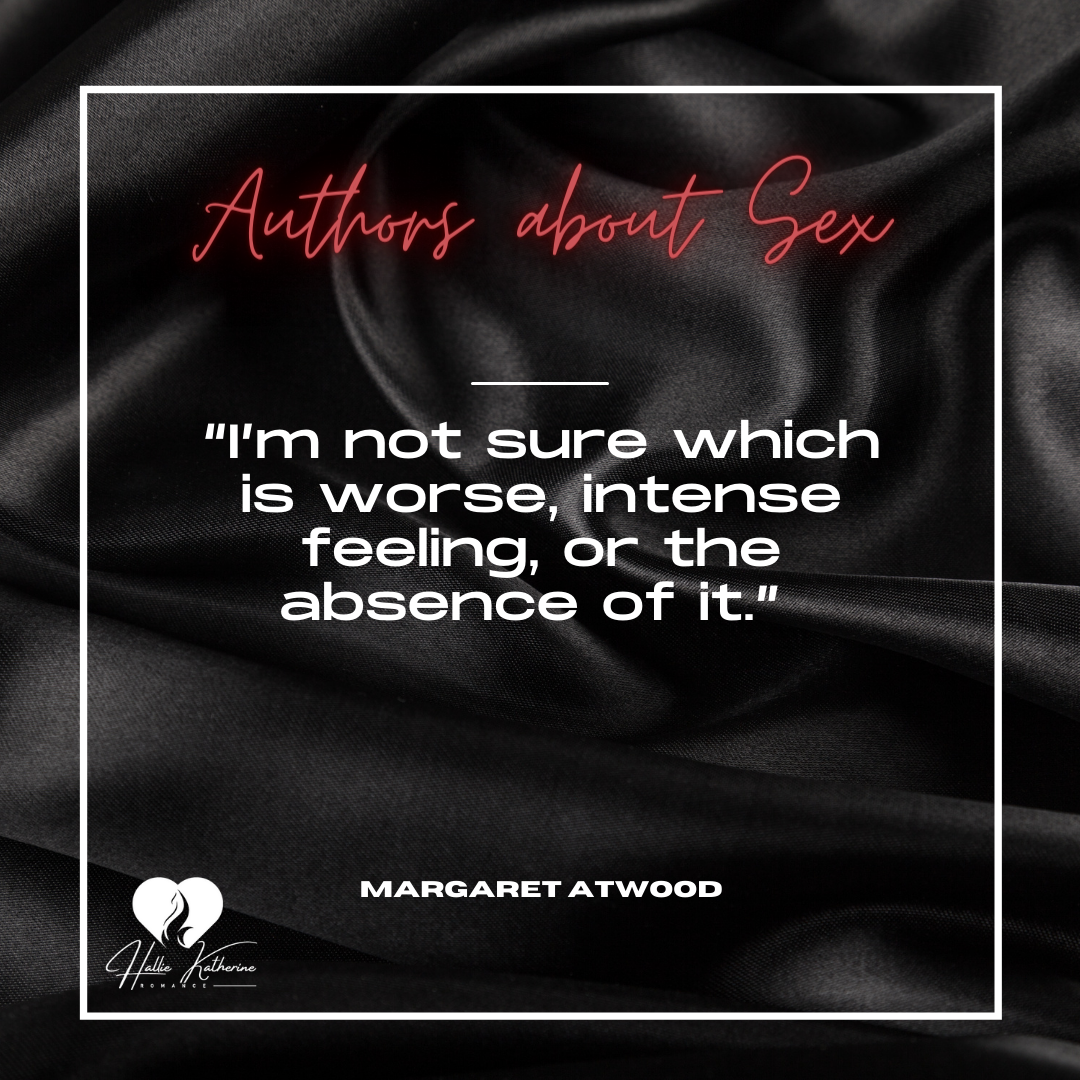 Authors about Sex
"I'm not sure which
is worse, intense
feeling, or the
absence of it."
MARGARET ATWOOD
Hallie Katherine
ROMANCE